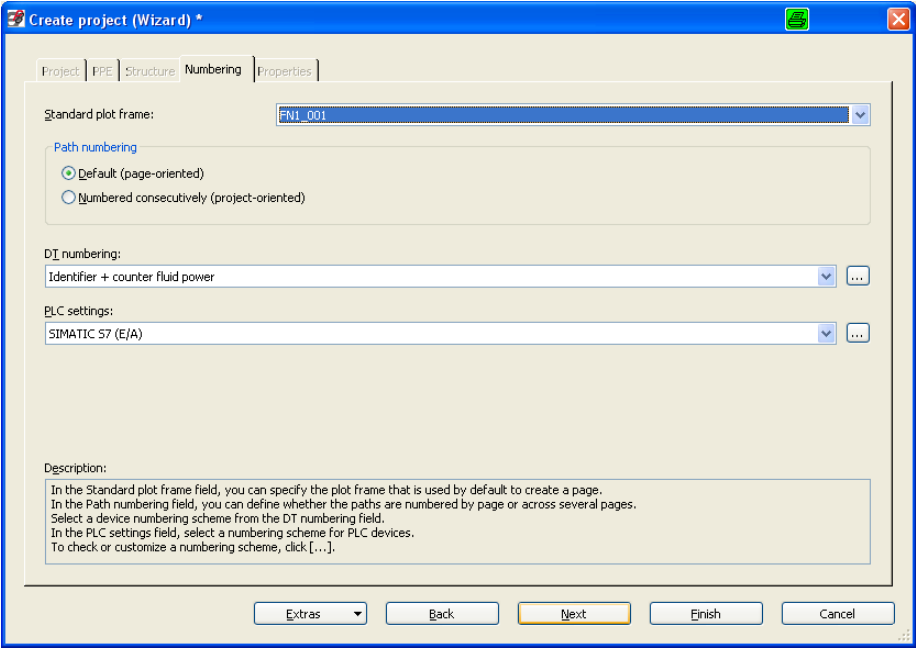 Create project (Wizard) *
Project PPE Structure Numbering Properties
Standard plot frame: FN1_001
Path numbering
Default (page-oriented)
Numbered consecutively (project-oriented)
DT numbering:
Identifier + counter fluid power ...
PLC settings:
SIMATIC S7 (E/A) ...
Description:
In the Standard plot frame field, you can specify the plot frame that is used by default to create a page.
In the Path numbering field, you can define whether the paths are numbered by page or across several pages.
Select a device numbering scheme from the DT numbering field.
In the PLC settings field, select a numbering scheme for PLC devices.
To check or customize a numbering scheme, click [...].
Extras Back Next Finish Cancel